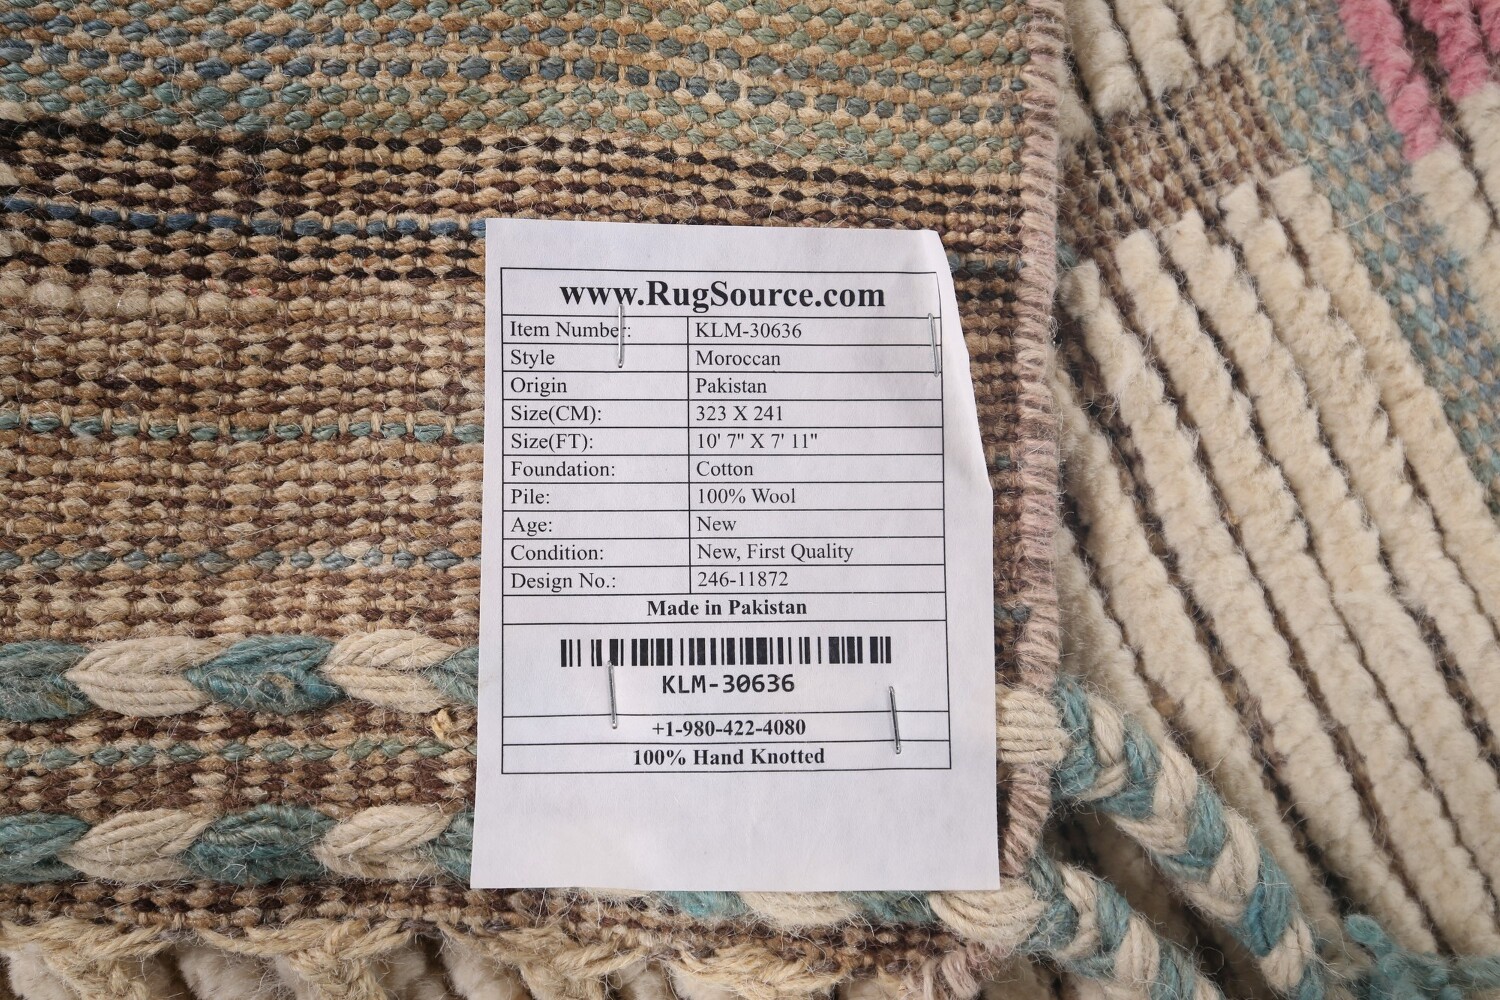 www.RugSource.com
Item Number: KLM-30636
Style Moroccan
Origin Pakistan
Size(CM): 323 X 241
Size(FT): 10' 7" X 7' 11"
Foundation: Cotton
Pile: 100% Wool
Age: New
Condition: New, First Quality
Design No.: 246-11872
Made in Pakistan
KLM-30636
+1-980-422-4080
100% Hand Knotted